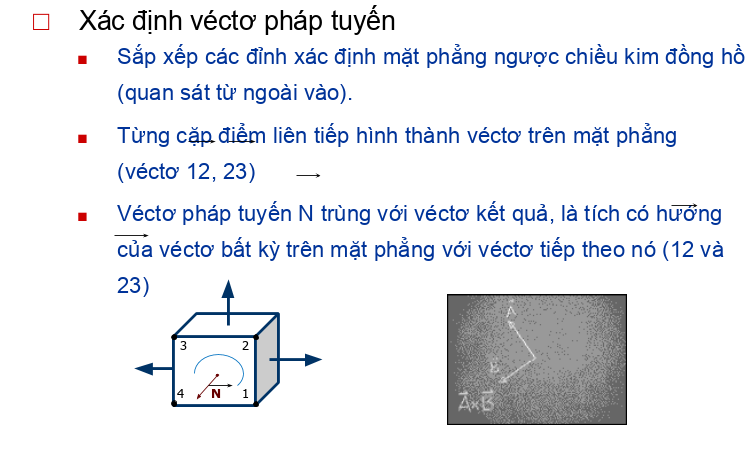 Xác định véctơ pháp tuyến
Sắp xếp các đỉnh xác định mặt phẳng ngược chiều kim đồng hồ
(quan sát từ ngoài vào).
Từng cặp điểm liên tiếp hình thành véctơ trên mặt phẳng
(véctơ 12, 23)
Véctơ pháp tuyến N trùng với véctơ kết quả, là tích có hướng
của véctơ bất kỳ trên mặt phẳng với véctơ tiếp theo nó (12 và
23)
3 2
4 N 1
A
B
AxB